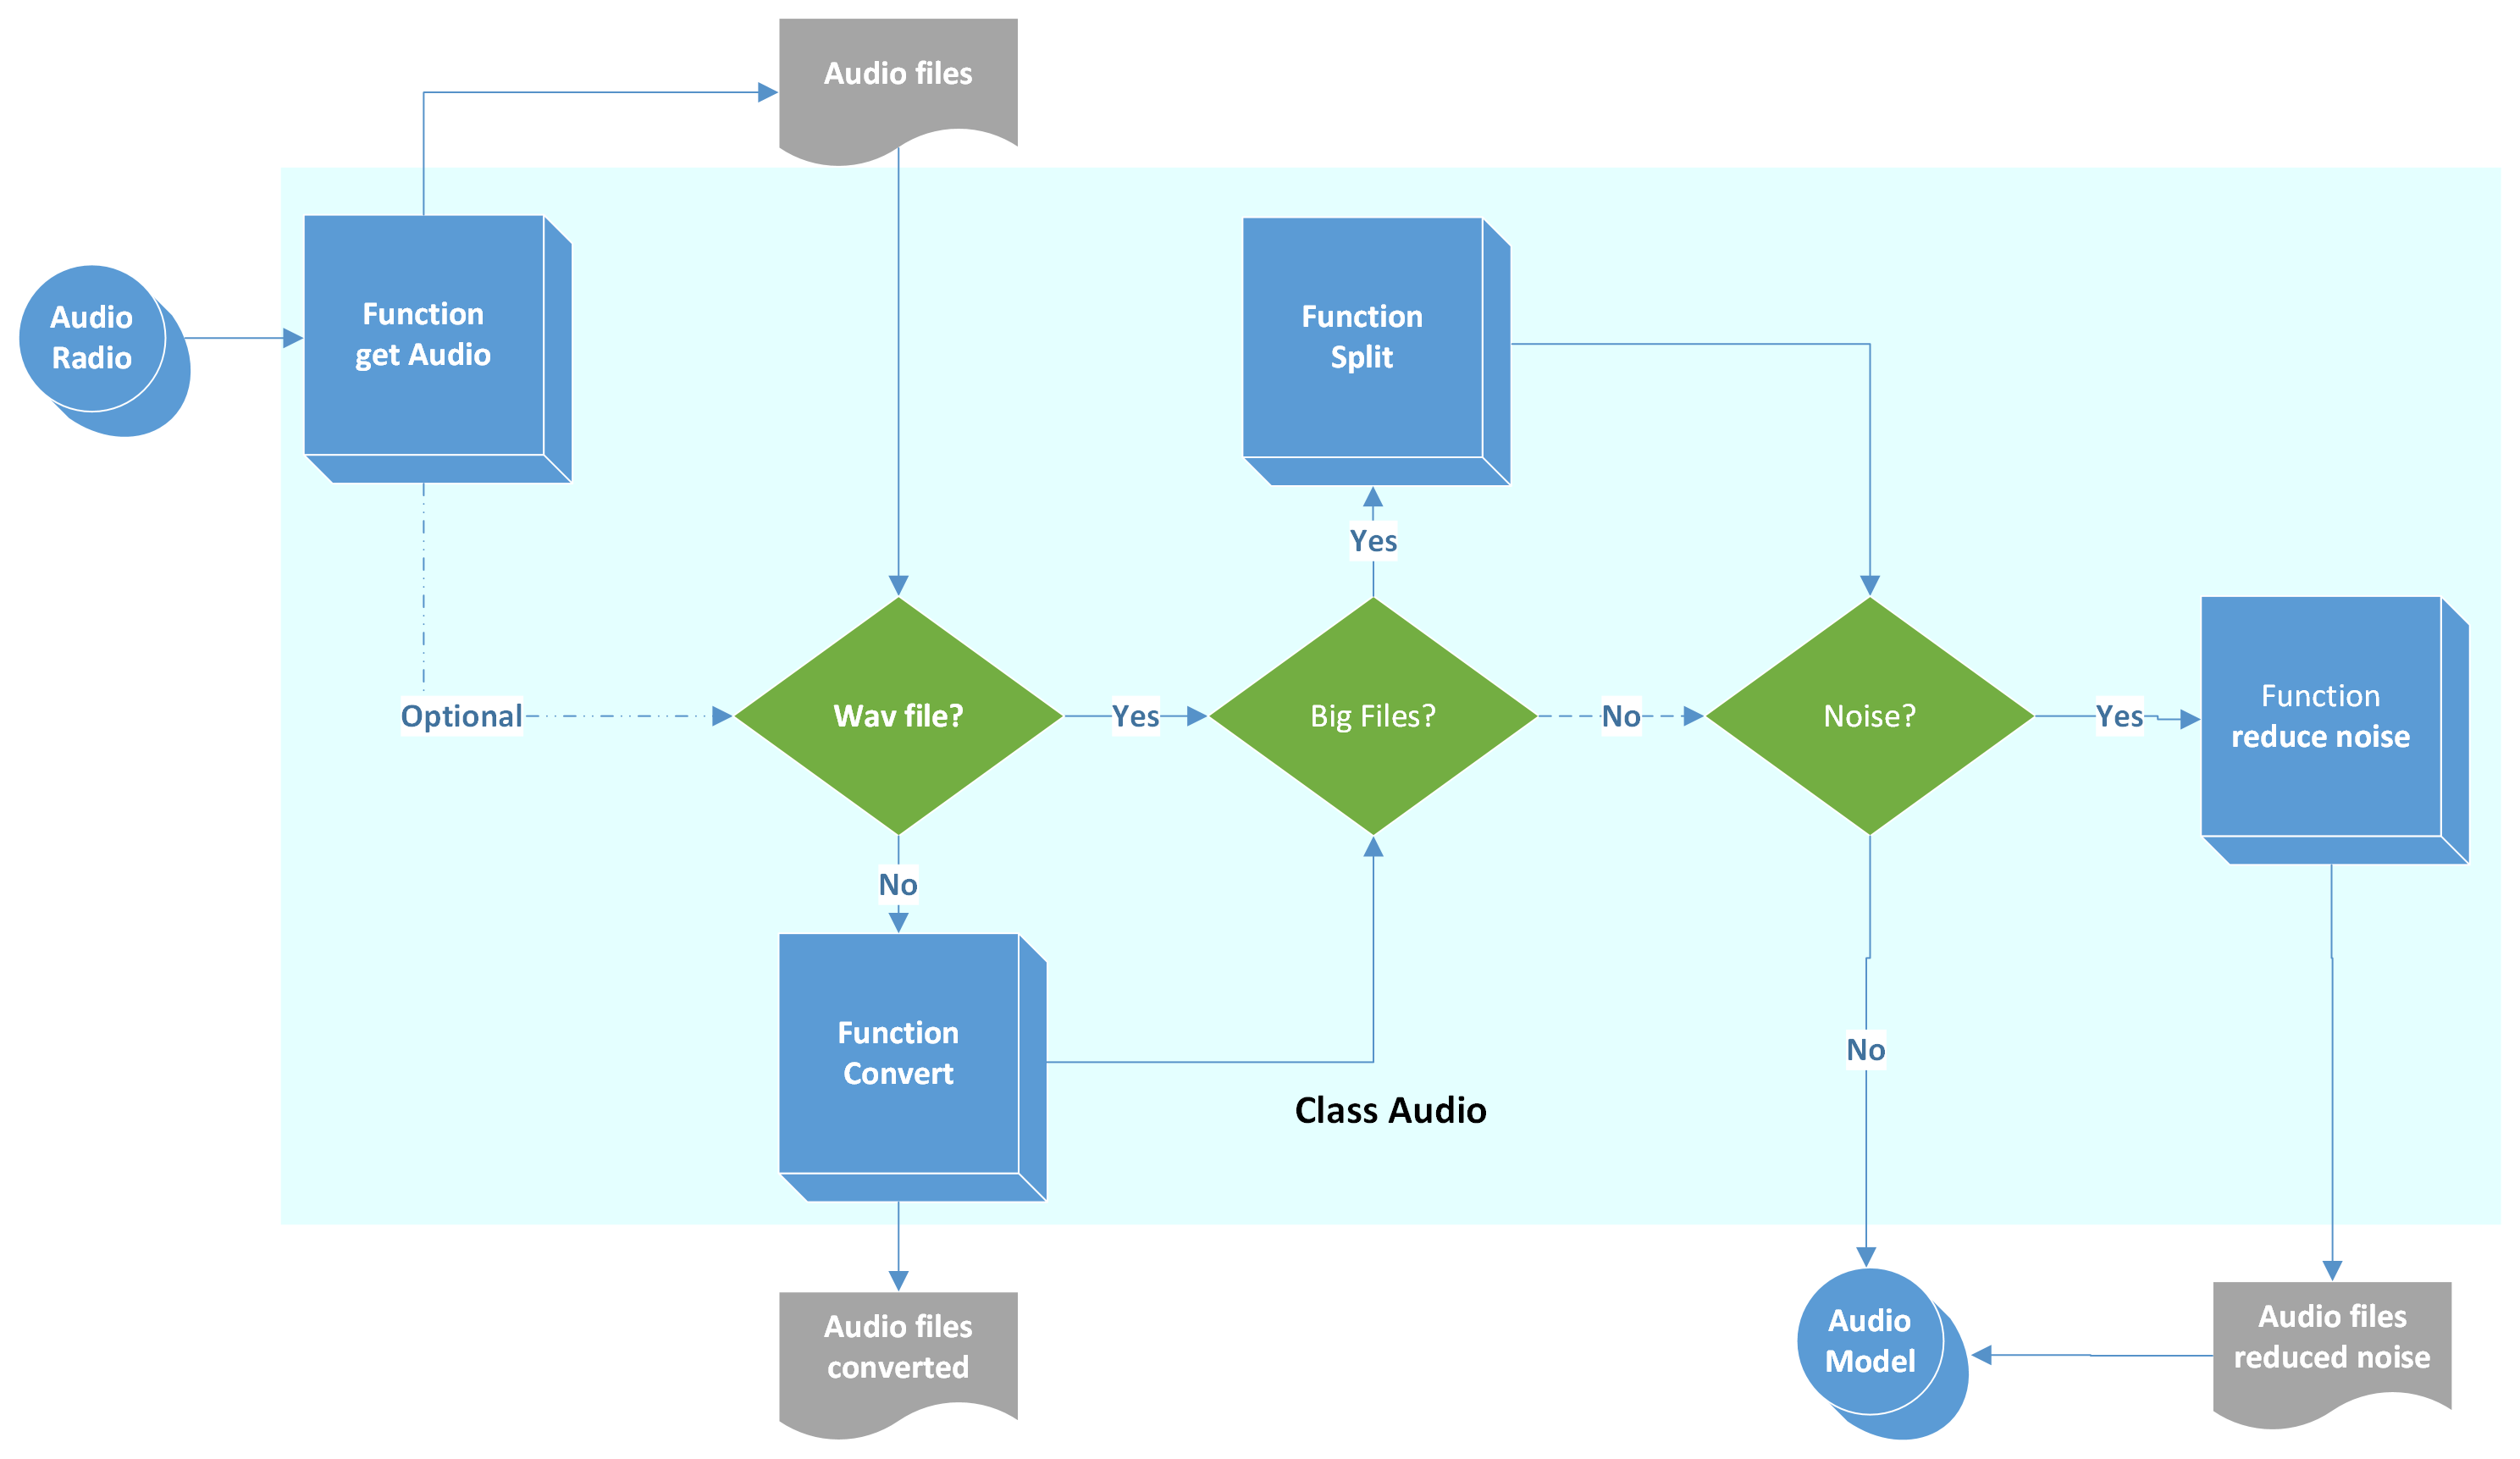 Audio files
Audio
Radio
Function
get Audio
Function
Split
Yes
Optional
Wav file?
Yes
Big Files?
No
Noise?
Yes
Function
reduce noise
No
Function
Convert
No
Class Audio
Audio files
converted
Audio
Model
Audio files
reduced noise